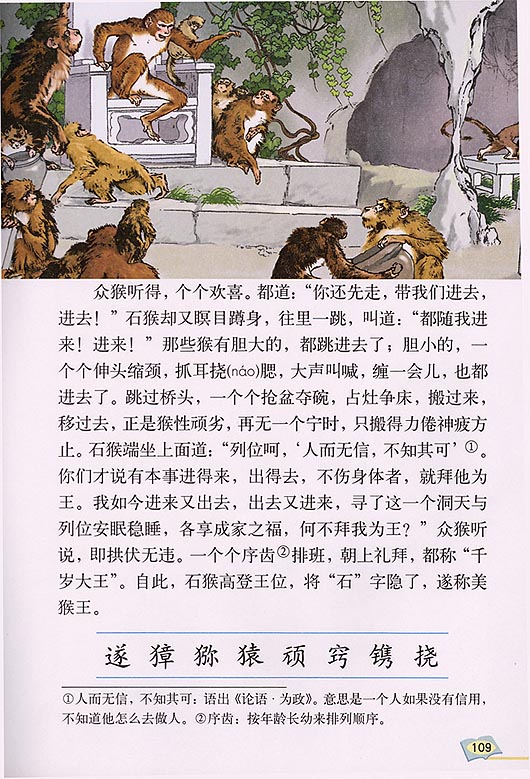 众猴听得，个个欢喜。都道：“你还先走，带我们进去，
进去！”石猴却又瞑目蹲身，往里一跳，叫道：“都随我进
来！进来！”那些猴有胆大的，都跳进去了；胆小的，一
个个伸头缩颈，抓耳挠(náo)腮，大声叫喊，缠一会儿，也都
进去了。跳过桥头，一个个抢盆夺碗，占灶争床，搬过来，
移过去，正是猴性顽劣，再无一个宁时，只搬得力倦神疲方
止。石猴端坐上面道：“列位呵，‘人而无信，不知其可’①。
你们才说有本事进得来，出得去，不伤身体者，就拜他为
王。我如今进来又出去，出去又进来，寻了这一个洞天与
列位安眠稳睡，各享成家之福，何不拜我为王？”众猴听
说，即拱伏无违。一个个序齿②排班，朝上礼拜，都称“千
岁大王”。自此，石猴高登王位，将“石”字隐了，遂称美
猴王。
遂 獐 猕 猿 顽 窍 镌 挠
①人而无信，不知其可：语出《论语·为政》。意思是一个人如果没有信用，
不知道他怎么去做人。②序齿：按年龄长幼来排列顺序。
109